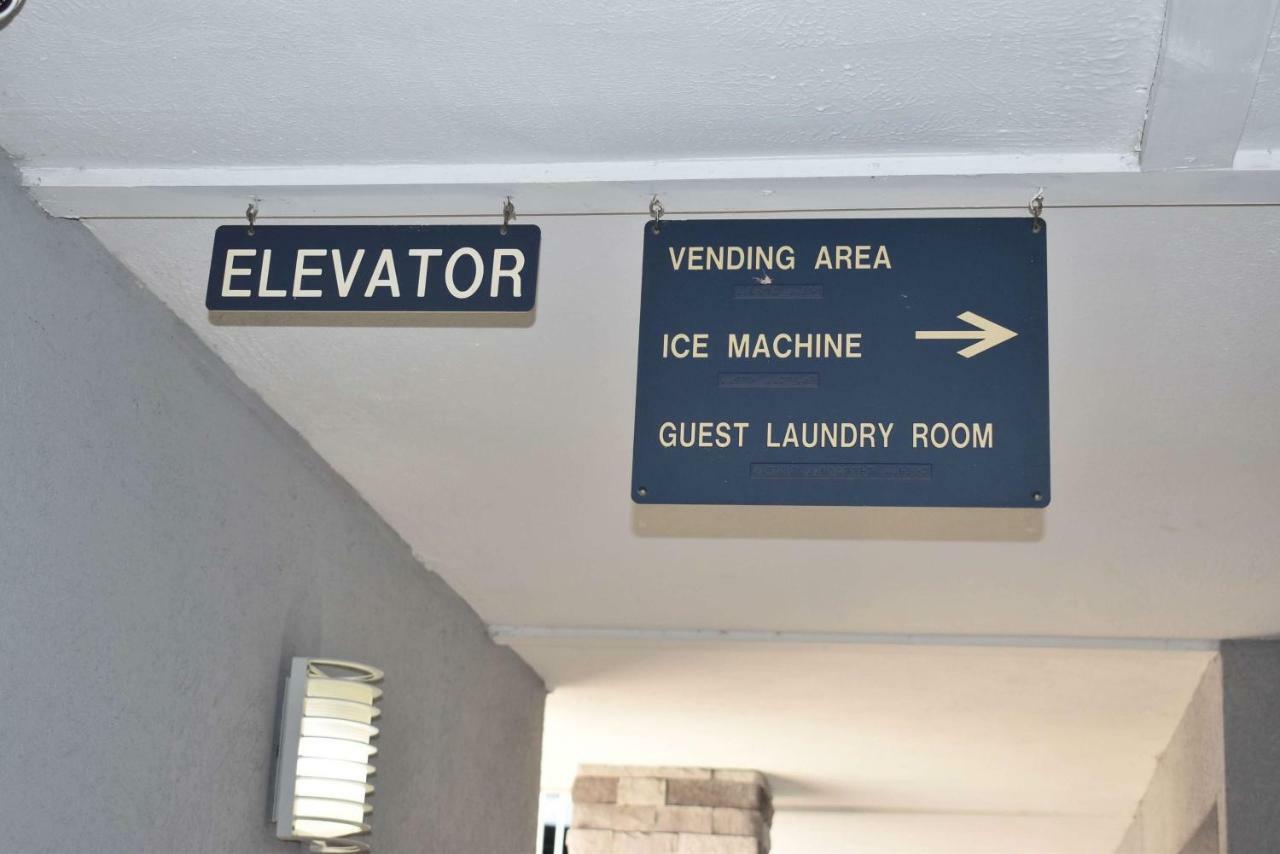 ELEVATOR
VENDING AREA
ICE MACHINE
GUEST LAUNDRY ROOM